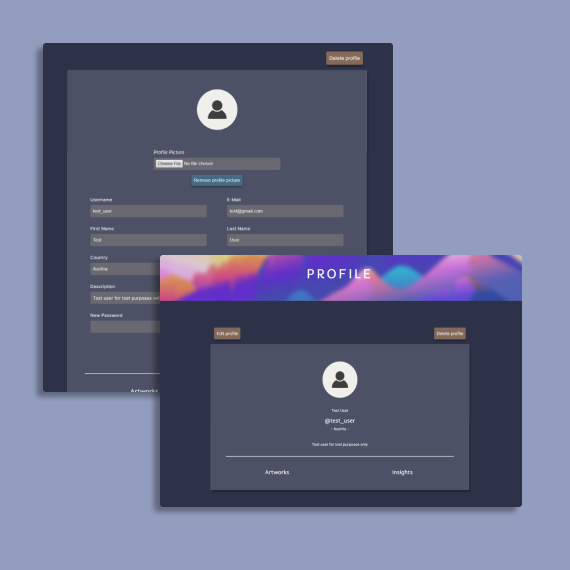 Delete profile
Profile Picture
Choose File No file chosen
Remove profile picture
Username E-Mail
test_user test@gmail.com
First Name Last Name
Test User
Country
Austria
Description
Test user for test purposes on
New Password
Artworks
PROFILE
Edit profile Delete profile
Test User
@test_user
- Austria -
Test user for test purposes only.
Artworks Insights